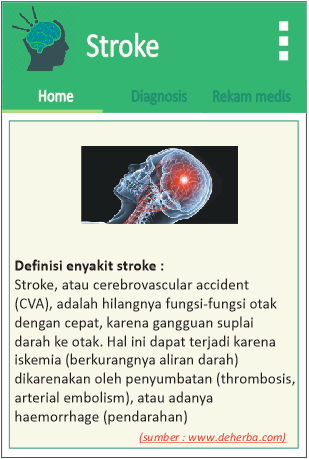 Stroke
Home Diagnosis Rekam medis
Definisi enyakit stroke :
Stroke, atau cerebrovascular accident
(CVA), adalah hilangnya fungsi-fungsi otak
dengan cepat, karena gangguan suplai
darah ke otak. Hal ini dapat terjadi karena
iskemia (berkurangnya aliran darah)
dikarenakan oleh penyumbatan (thrombosis,
arterial embolism), atau adanya
haemorrhage (pendarahan)
(sumber : www.deherba.com)